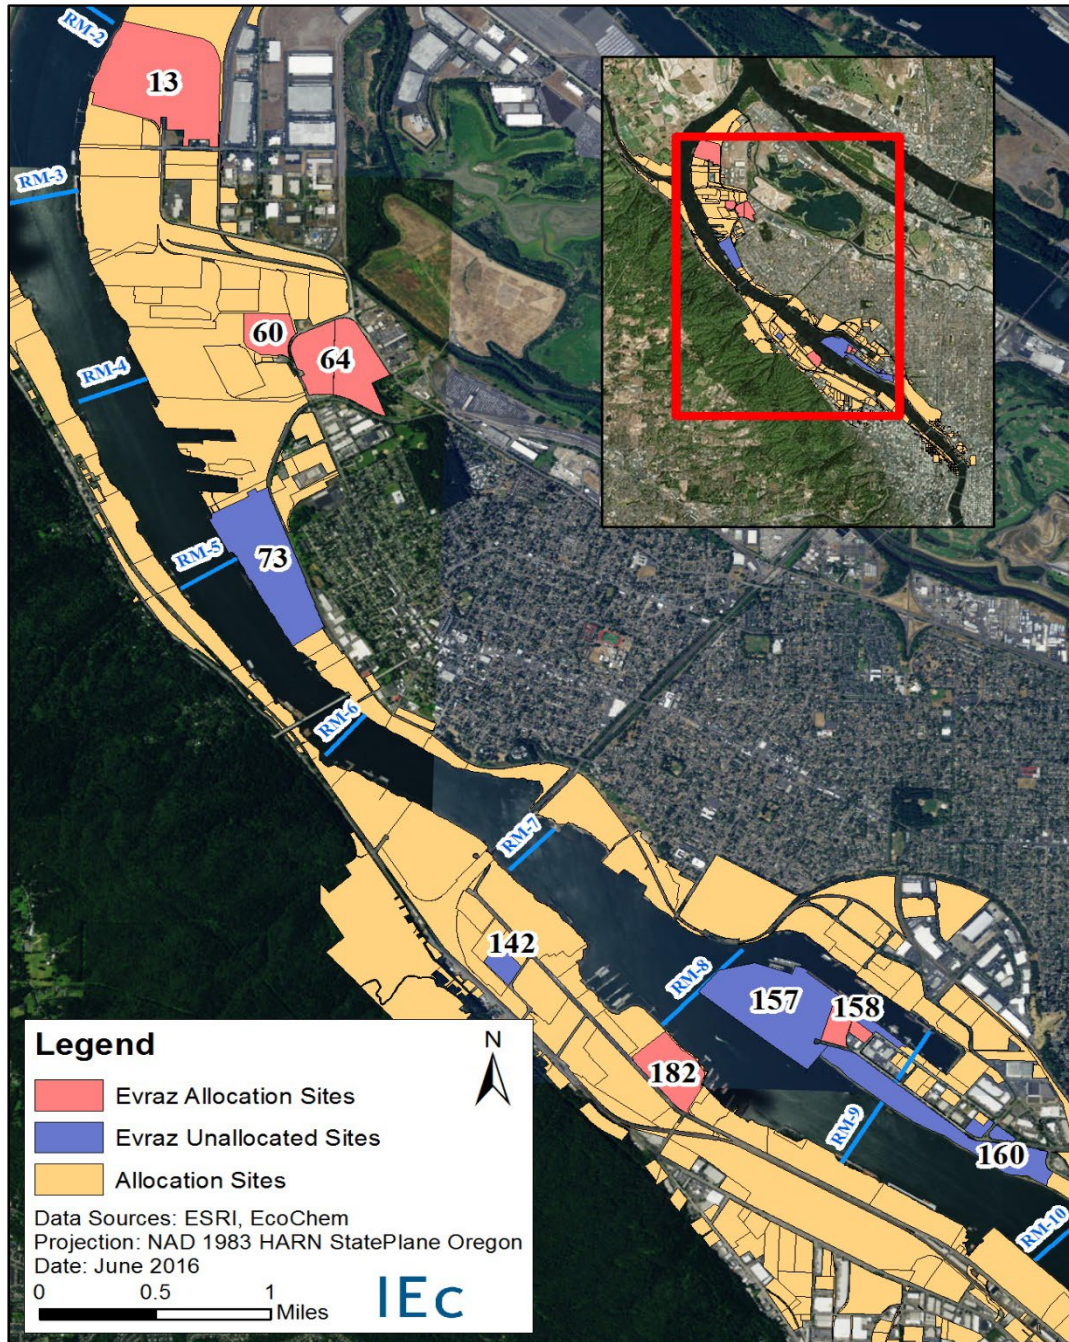 RM-2
13
RM-3
60
64
RM-4
73
RM-5
RM-6
RM-7
142
RM-8
157
158
182
RM-9
160
RM-10
Legend
N
Evraz Allocation Sites
Evraz Unallocated Sites
Allocation Sites
Data Sources: ESRI, EcoChem
Projection: NAD 1983 HARN StatePlane Oregon
Date: June 2016
0 0.5 1
Miles
IEc